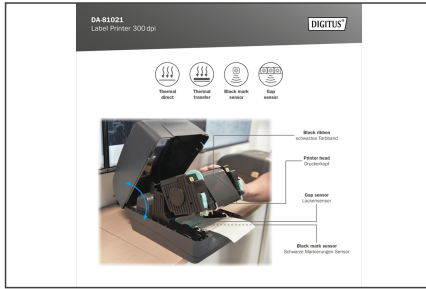 DA-81021
Label Printer 300 dpi
DIGITUS®
Thermal
direct
Thermal
transfer
Black mark
sensor
Gap
sensor
Black ribbon
schwarzes Farbband
Printer head
Druckerkopf
Gap sensor
Lückensensor
Black mark sensor
Schwarze Markierungen Sensor